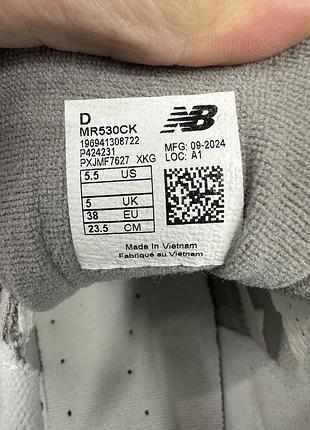 D
MR530CK
196941308722
P424231
PXJMF7627 XKG
NB
MFG: 09-2024
LOC: A1
5.5 US
5 UK
38 EU
23.5 CM
Made In Vietnam
Fabriqué au Vietnam